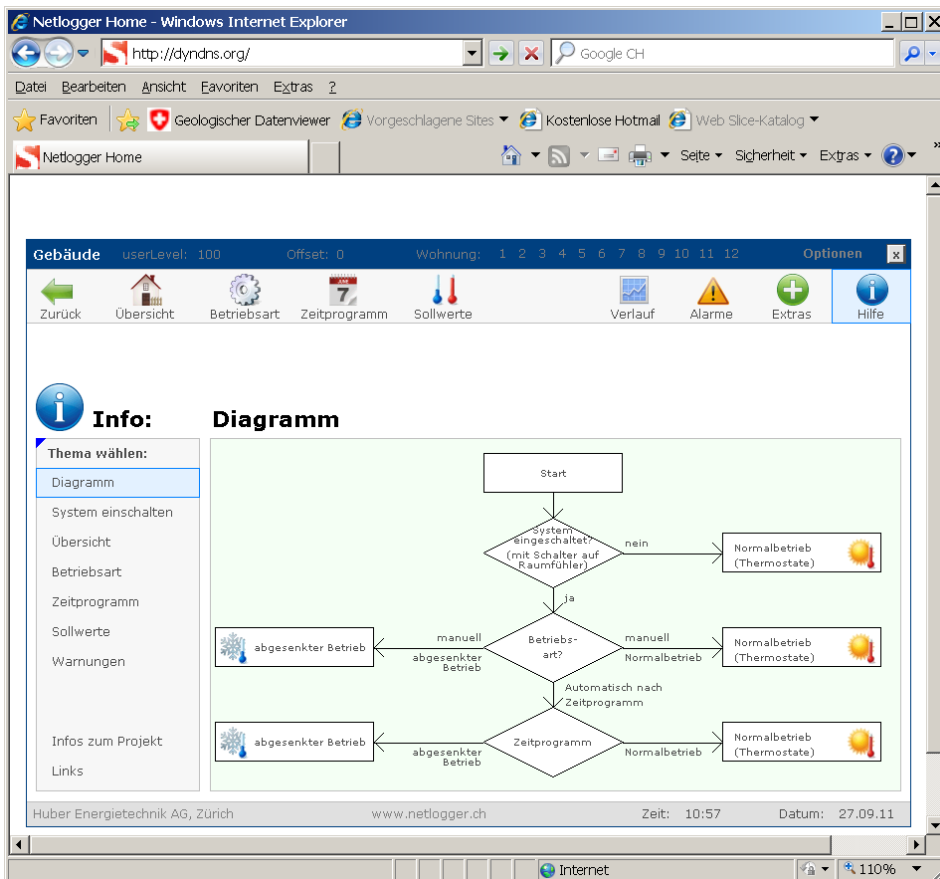 Netlogger Home - Windows Internet Explorer
http://dyndns.org/
Google CH
Datei Bearbeiten Ansicht Favoriten Extras ?
Favoriten Geologischer Datenviewer Vorgeschlagene Sites Kostenlose Hotmail Web Slice-Katalog
Netlogger Home Seite Sicherheit Extras »
Gebäude userLevel: 100 Offset: 0 Wohnung: 1 2 3 4 5 6 7 8 9 10 11 12 Optionen x
Zurück Übersicht Betriebsart Zeitprogramm Sollwerte Verlauf Alarme Extras Hilfe
Info: Diagramm
Thema wählen:
Diagramm
System einschalten
Übersicht
Betriebsart
Zeitprogramm
Sollwerte
Warnungen
Infos zum Projekt
Links
Start
System
eingeschaltet?
(mit Schalter auf
Raumfühler)
nein
Normalbetrieb
(Thermostate)
ja
Betriebs-
art?
manuell
abgesenkter
Betrieb
abgesenkter Betrieb
manuell
Normalbetrieb
Normalbetrieb
(Thermostate)
Automatisch nach
Zeitprogramm
Zeitprogramm
abgesenkter
Betrieb
abgesenkter Betrieb
Normalbetrieb
Normalbetrieb
(Thermostate)
Huber Energietechnik AG, Zürich www.netlogger.ch Zeit: 10:57 Datum: 27.09.11
Internet 110%